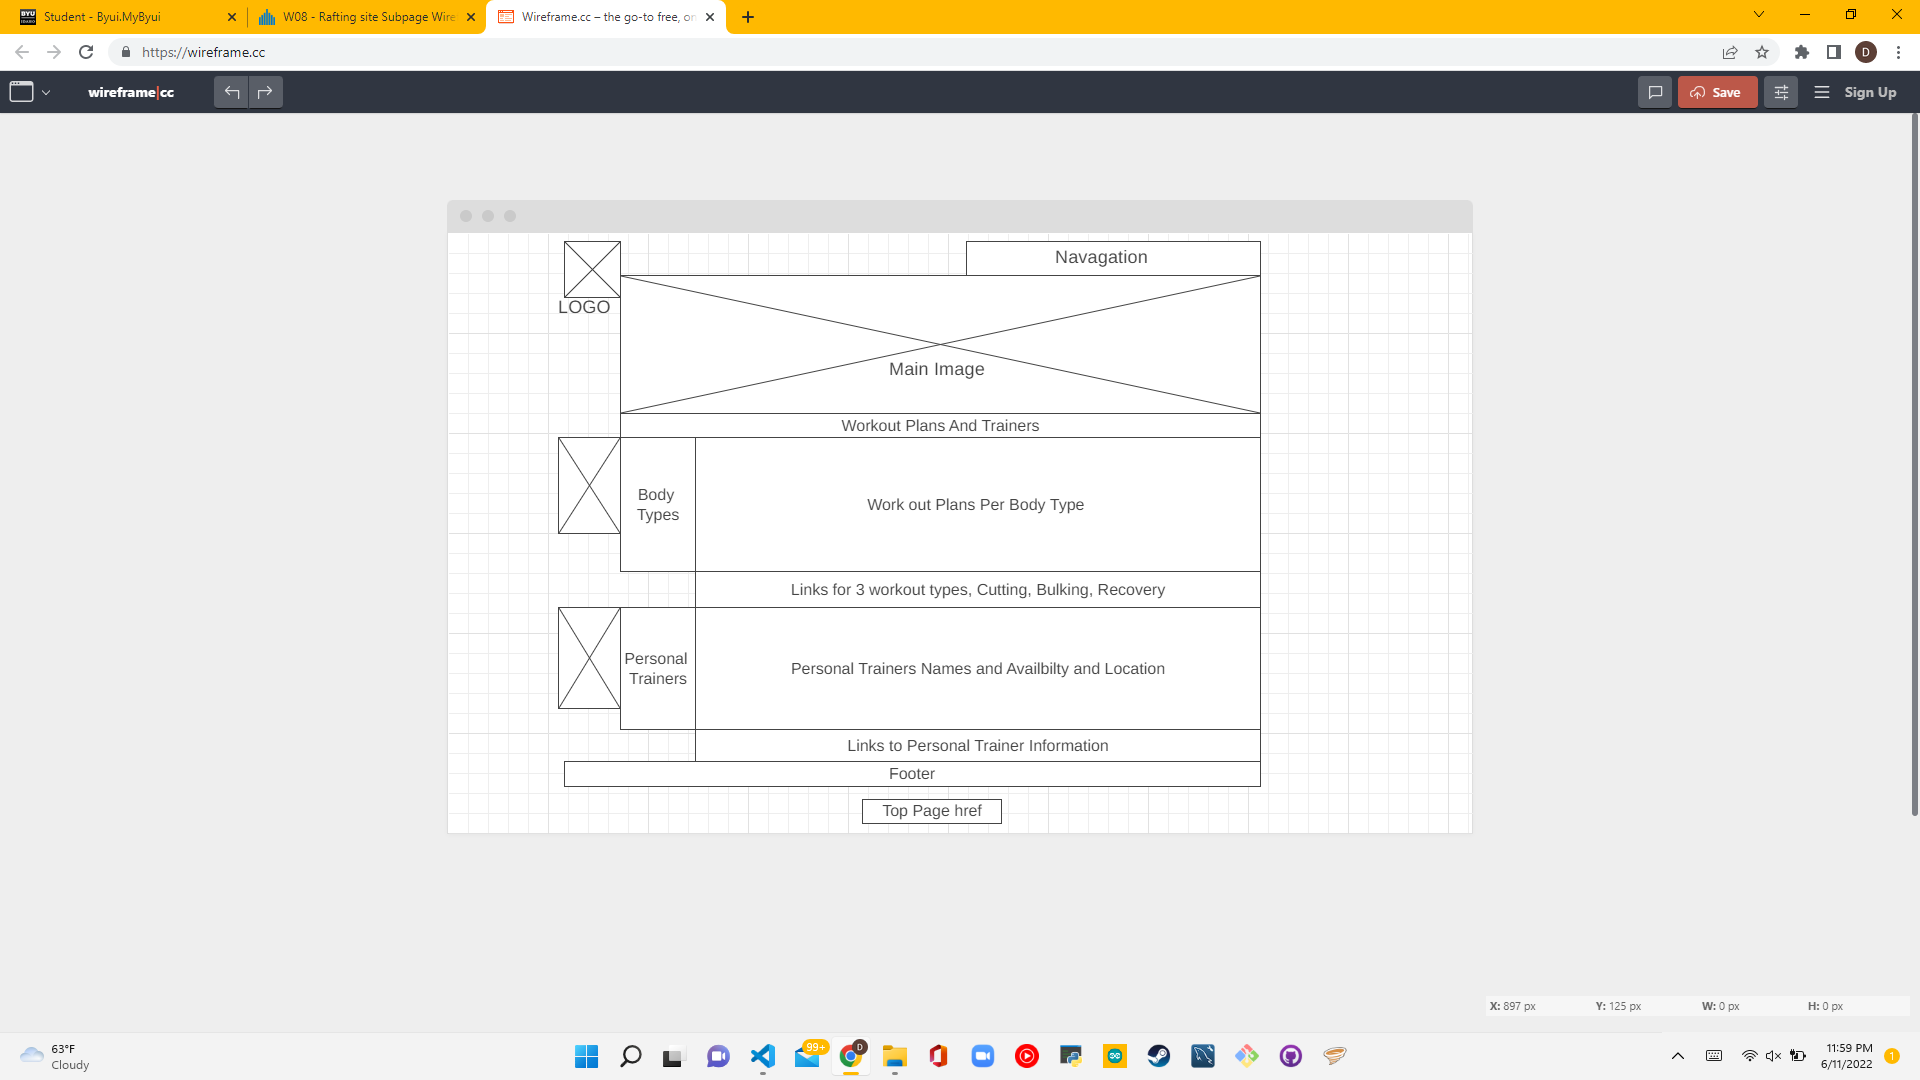 Student - Byui.MyByui
W08 - Rafting site Subpage Wire
Wireframe.cc – the go-to free, on
https://wireframe.cc
D
wireframe|cc
Save
Sign Up
Navagation
LOGO
Main Image
Workout Plans And Trainers
Body
Types
Work out Plans Per Body Type
Links for 3 workout types, Cutting, Bulking, Recovery
Personal
Trainers
Personal Trainers Names and Availbilty and Location
Links to Personal Trainer Information
Footer
Top Page href
X: 897 px Y: 125 px W: 0 px H: 0 px
63°F
Cloudy
99+
D
11:59 PM
6/11/2022
1